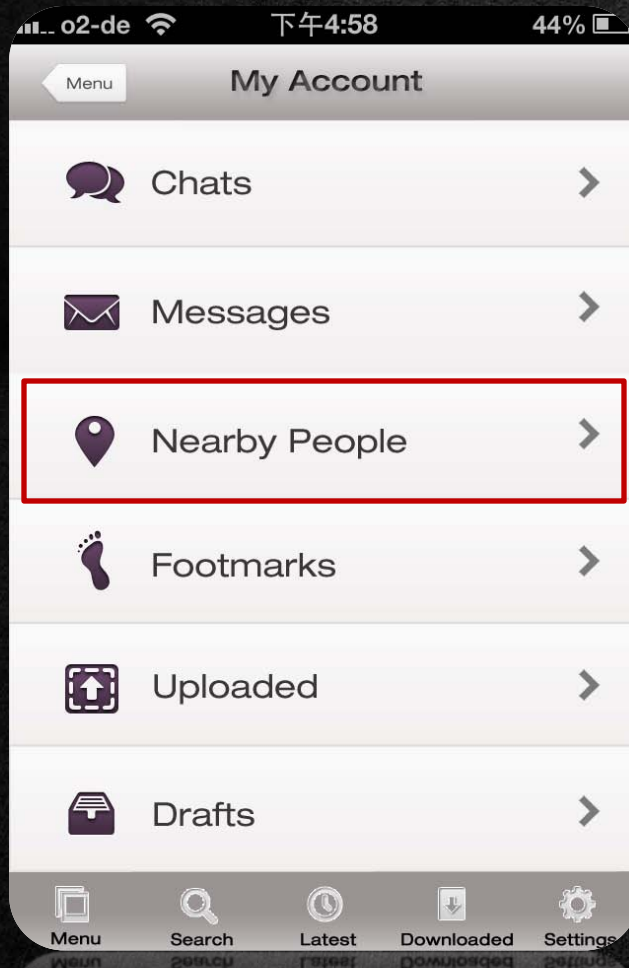 o2-de 下午4:58 44%
Menu My Account
Chats
Messages
Nearby People
Footmarks
Uploaded
Drafts
Menu Search Latest Downloaded Settings